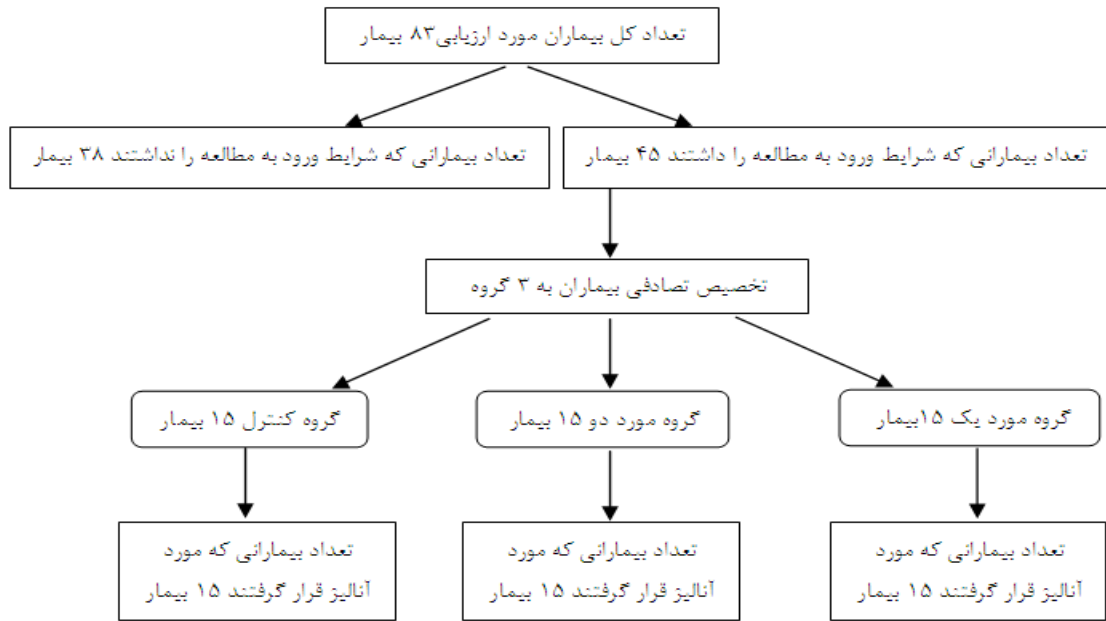 تعداد کل بیماران مورد ارزیابی۸۳ بیمار
تعداد بیمارانی که شرایط ورود به مطالعه را داشتند ۴۵ بیمار
تعداد بیمارانی که شرایط ورود به مطالعه را نداشتند ۳۸ بیمار
تخصیص تصادفی بیماران به ۳ گروه
گروه مورد یک ۱۵بیمار
گروه مورد دو ۱۵ بیمار
گروه کنترل ۱۵ بیمار
تعداد بیمارانی که مورد
آنالیز قرار گرفتند ۱۵ بیمار
تعداد بیمارانی که مورد
آنالیز قرار گرفتند ۱۵ بیمار
تعداد بیمارانی که مورد
آنالیز قرار گرفتند ۱۵ بیمار